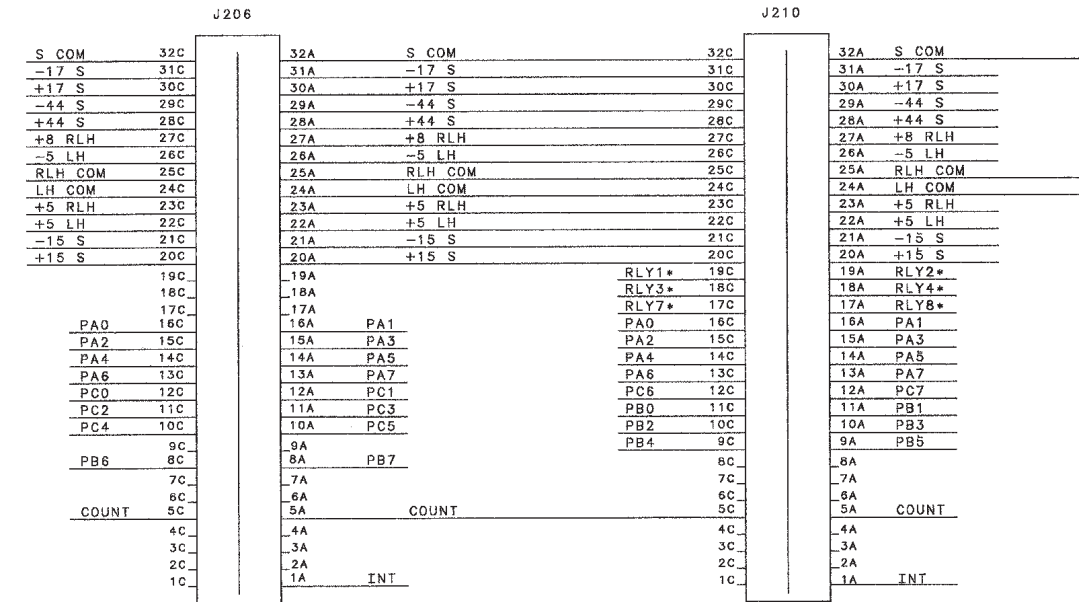 J206 J210
S COM 32C 32A S COM 32C 32A S COM
-17 S 31C 31A -17 S 31C 31A -17 S
+17 S 30C 30A +17 S 30C 30A +17 S
-44 S 29C 29A -44 S 29C 29A -44 S
+44 S 28C 28A +44 S 28C 28A +44 S
+8 RLH 27C 27A +8 RLH 27C 27A +8 RLH
-5 LH 26C 26A -5 LH 26C 26A -5 LH
RLH COM 25C 25A RLH COM 25C 25A RLH COM
LH COM 24C 24A LH COM 24C 24A LH COM
+5 RLH 23C 23A +5 RLH 23C 23A +5 RLH
+5 LH 22C 22A +5 LH 22C 22A +5 LH
-15 S 21C 21A -15 S 21C 21A -15 S
+15 S 20C 20A +15 S 20C 20A +15 S
19C 19A RLY1* 19C 19A RLY2*
18C 18A RLY3* 18C 18A RLY4*
17C 17A RLY7* 17C 17A RLY8*
PA0 16C 16A PA1 PA0 16C 16A PA1
PA2 15C 15A PA3 PA2 15C 15A PA3
PA4 14C 14A PA5 PA4 14C 14A PA5
PA6 13C 13A PA7 PA6 13C 13A PA7
PC0 12C 12A PC1 PC6 12C 12A PC7
PC2 11C 11A PC3 PB0 11C 11A PB1
PC4 10C 10A PC5 PB2 10C 10A PB3
9C 9A PB4 9C 9A PB5
PB6 8C 8A PB7 8C 8A
7C 7A 7C 7A
6C 6A 6C 6A
COUNT 5C 5A COUNT 5C 5A COUNT
4C 4A 4C 4A
3C 3A 3C 3A
2C 2A 2C 2A
1C 1A INT 1C 1A INT